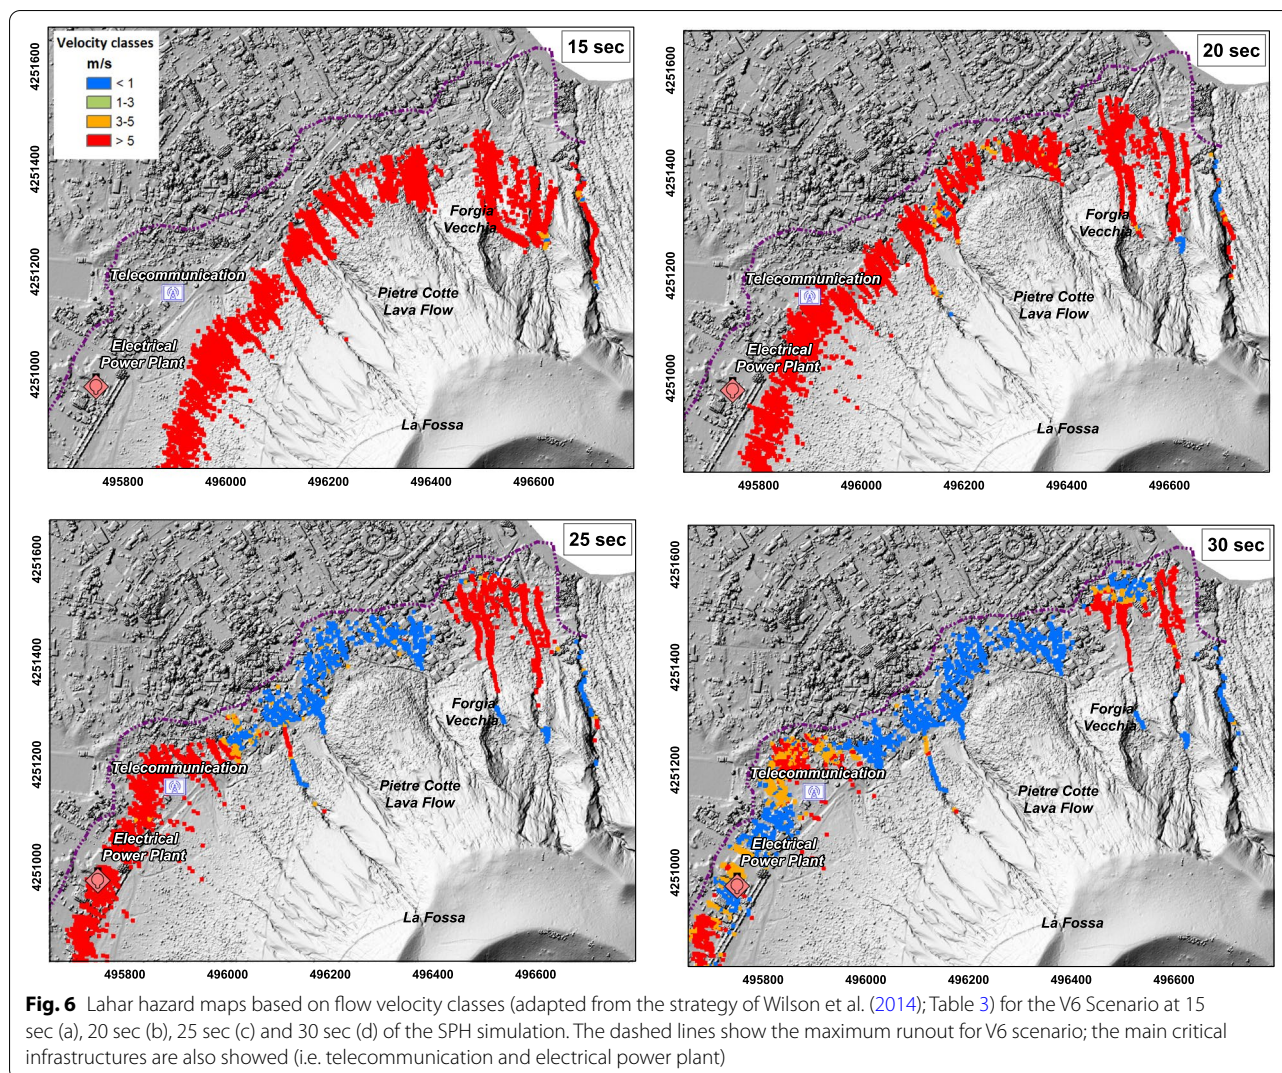 15 sec
Velocity classes
m/s
< 1
1-3
3-5
> 5
4251600
4251400
4251200
4251000
Forgia
Vecchia
Telecommunication
Pietre Cotte
Lava Flow
Electrical
Power Plant
La Fossa
495800 496000 496200 496400 496600
20 sec
4251600
4251400
4251200
4251000
Forgia
Vecchia
Telecommunication
Pietre Cotte
Lava Flow
Electrical
Power Plant
La Fossa
495800 496000 496200 496400 496600
25 sec
4251600
4251400
4251200
4251000
Forgia
Vecchia
Telecommunication
Pietre Cotte
Lava Flow
Electrical
Power Plant
La Fossa
495800 496000 496200 496400 496600
30 sec
4251600
4251400
4251200
4251000
Forgia
Vecchia
Telecommunication
Pietre Cotte
Lava Flow
Electrical
Power Plant
La Fossa
495800 496000 496200 496400 496600
Fig. 6 Lahar hazard maps based on flow velocity classes (adapted from the strategy of Wilson et al. (2014); Table 3) for the V6 Scenario at 15
sec (a), 20 sec (b), 25 sec (c) and 30 sec (d) of the SPH simulation. The dashed lines show the maximum runout for V6 scenario; the main critical
infrastructures are also showed (i.e. telecommunication and electrical power plant)